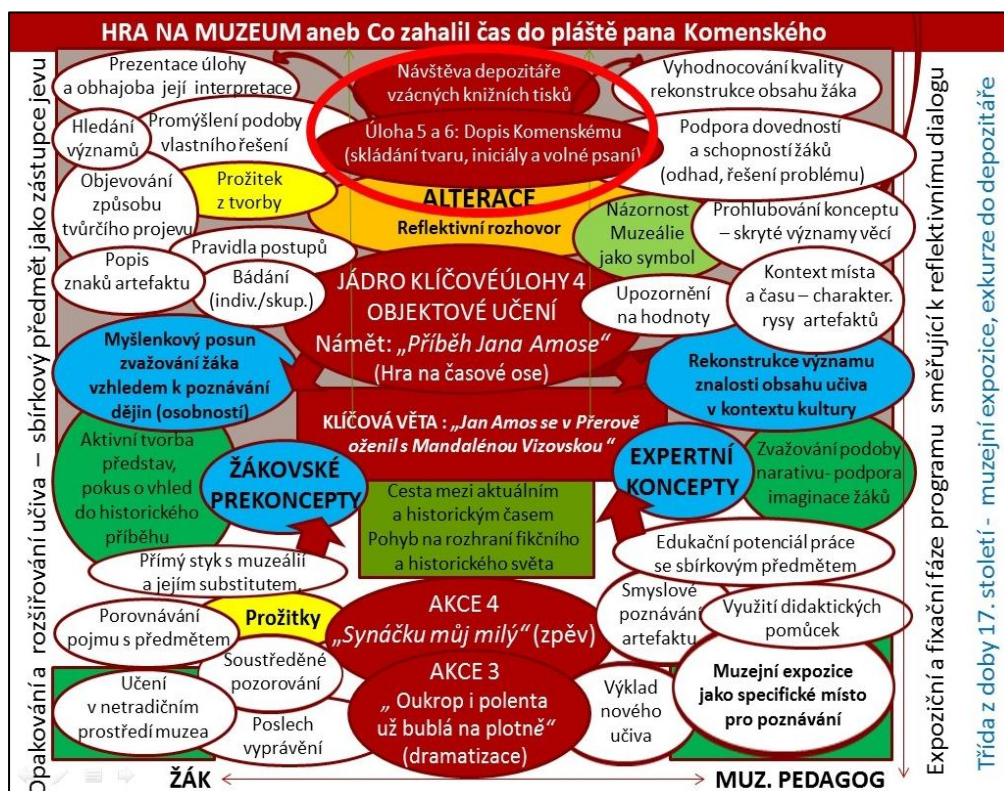 HRA NA MUZEUM aneb Co zahalil čas do pláště pana Komenského
Opakování a rozšiřování učiva – sbírkový předmět jako zástupce jevu
Prezentace úlohy
a obhajoba její interpretace
Návštěva depozitáře
vzácných knižních tisků
Vyhodnocování kvality
rekonstrukce obsahu žáka
Hledání
významů
Promýšlení podoby
vlastního řešení
Úloha 5 a 6: Dopis Komenskému
(skládání tvaru, iniciály a volné psaní)
Podpora dovedností
a schopností žáků
(odhad, řešení problému)
Objevování
způsobu
tvůrčího projevu
Prožitek
z tvorby
ALTERACE
Reflektivní rozhovor
Názornost
Muzeálie
jako symbol
Prohlubování konceptu
– skryté významy věcí
Pravidla postupů
Popis
znaků artefaktu
Bádání
(indiv./skup.)
JÁDRO KLÍČOVÉÚLOHY 4
OBJEKTOVÉ UČENÍ
Námět: „Příběh Jana Amose“
(Hra na časové ose)
Upozornění
na hodnoty
Kontext místa
a času – charakter.
rysy artefaktů
Myšlenkový posun
zvažování žáka
vzhledem k poznávání
dějin (osobností)
Rekonstrukce významu
znalosti obsahu učiva
v kontextu kultury
KLÍČOVÁ VĚTA : „Jan Amos se v Přerově
oženil s Mandalénou Vizovskou “
Aktivní tvorba
představ,
pokus o vhled
do historického
příběhu
ŽÁKOVSKÉ
PREKONCEPTY
EXPERTNÍ
KONCEPTY
Zvažování podoby
narativu- podpora
imaginace žáků
Cesta mezi aktuálním
a historickým časem
Pohyb na rozhraní fikčního
a historického světa
Přímý styk s muzeálií
a jejím substitutem,
Edukační potenciál práce
se sbírkovým předmětem
Porovnávání
pojmu s předmětem
Prožitky
AKCE 4
„Synáčku můj milý“ (zpěv)
Smyslové
poznávání
artefaktu
Využití didaktických
pomůcek
Učení
v netradičním
prostředí muzea
Soustředěné
pozorování
Poslech
vyprávění
AKCE 3
„ Oukrop i polenta
už bublá na plotně“
(dramatizace)
Výklad
nového
učiva
Muzejní expozice
jako specifické místo
pro poznávání
ŽÁK
MUZ. PEDAGOG
Expoziční a fixační fáze programu směřující k reflektivnímu dialogu
Třída z doby 17. století - muzejní expozice, exkurze do depozitáře